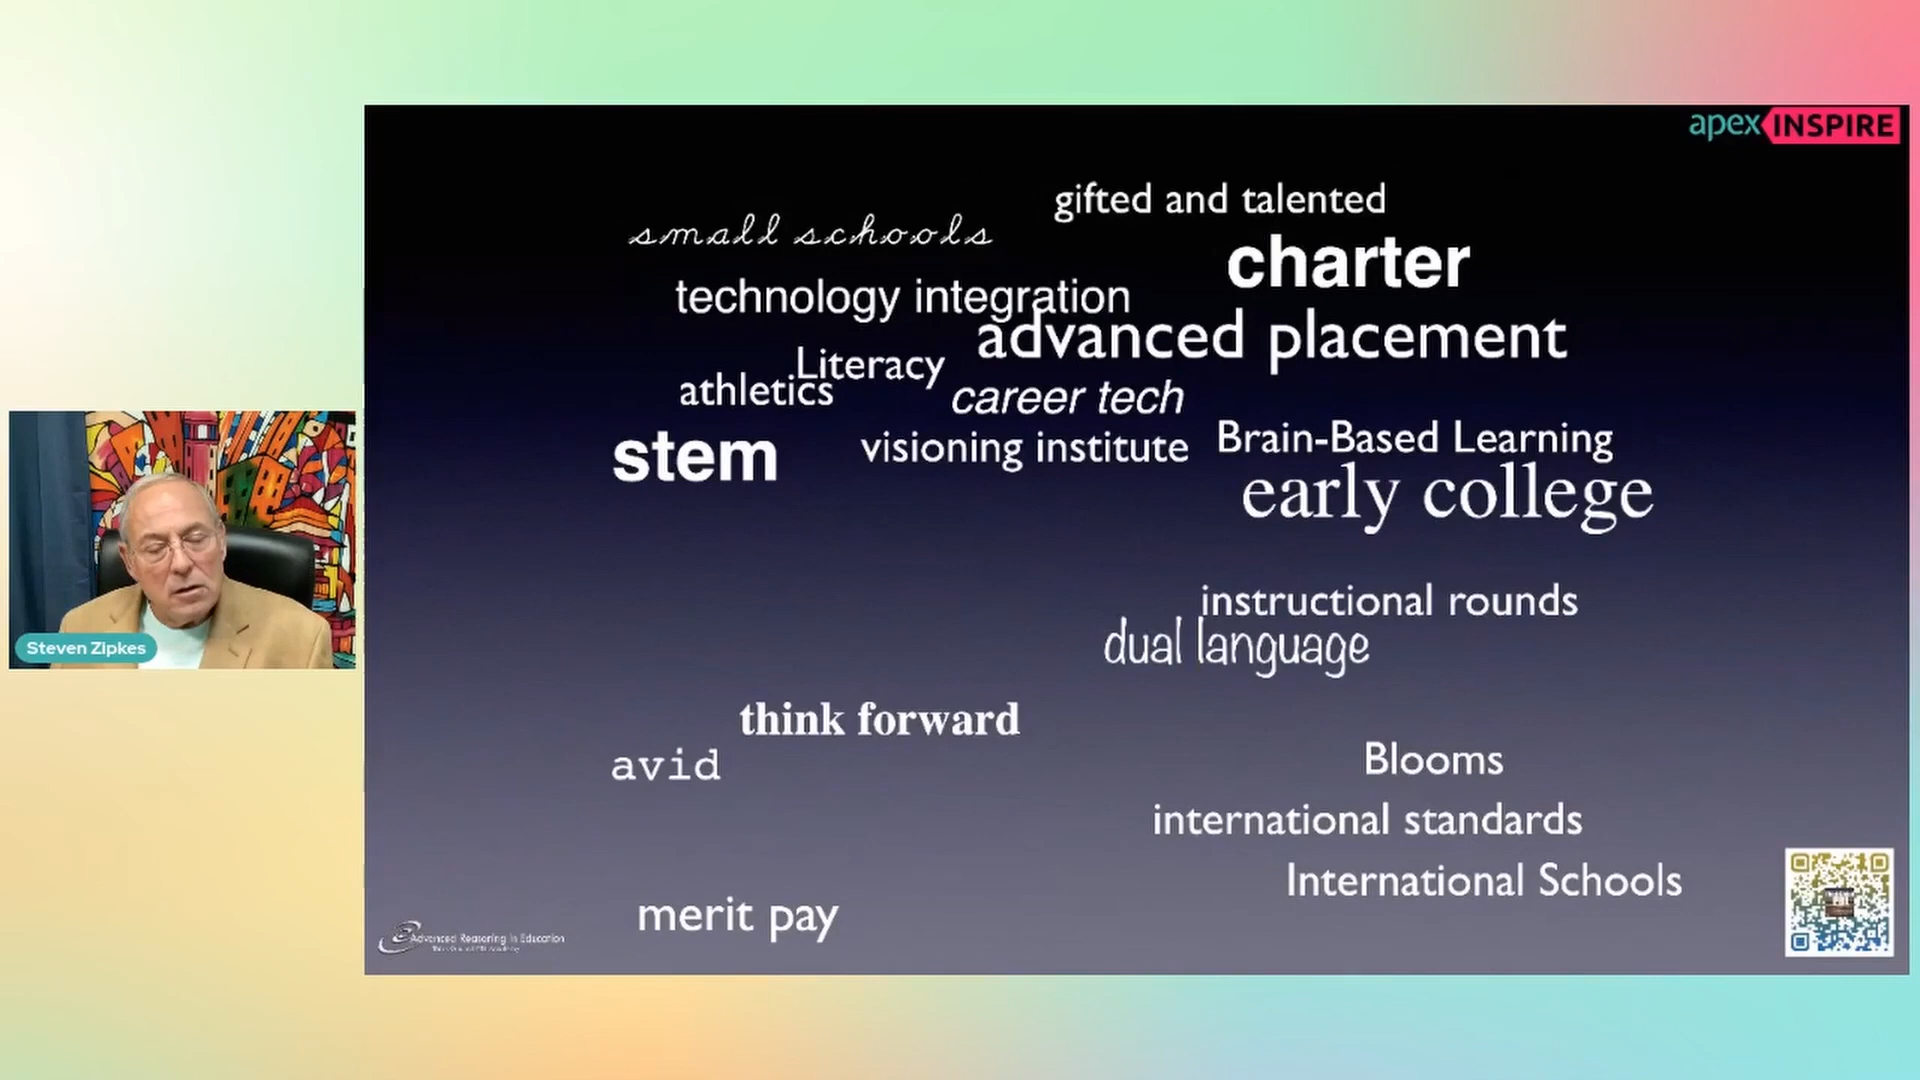 apex INSPIRE
gifted and talented
small schools
charter
technology integration
advanced placement
Literacy
athletics
career tech
stem
visioning institute
Brain-Based Learning
early college
instructional rounds
dual language
think forward
avid
Blooms
international standards
International Schools
merit pay
Advanced Reasoning in Education
Steven Zipkes